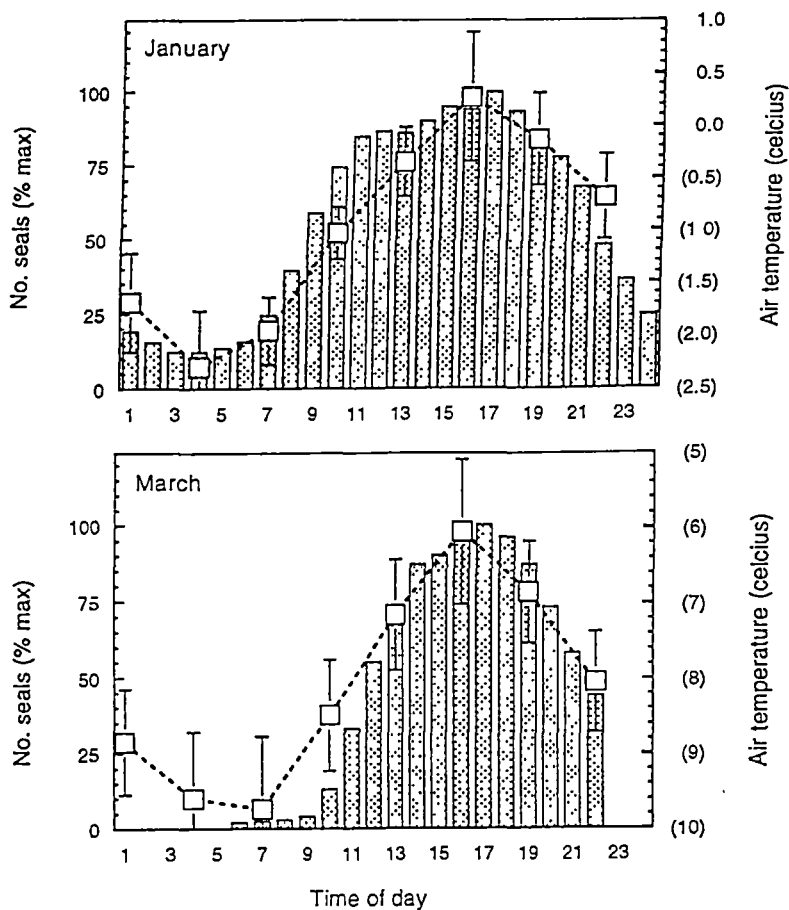 January
No. seals (% max)
100
75
50
25
0
1 3 5 7 9 11 13 15 17 19 21 23
1.0
0.5
0.0
(0.5)
(1 0)
(1.5)
(2.0)
(2.5)
Air temperature (celcius)
March
No. seals (% max)
100
75
50
25
0
1 3 5 7 9 11 13 15 17 19 21 23
(5)
(6)
(7)
(8)
(9)
(10)
Air temperature (celcius)
Time of day